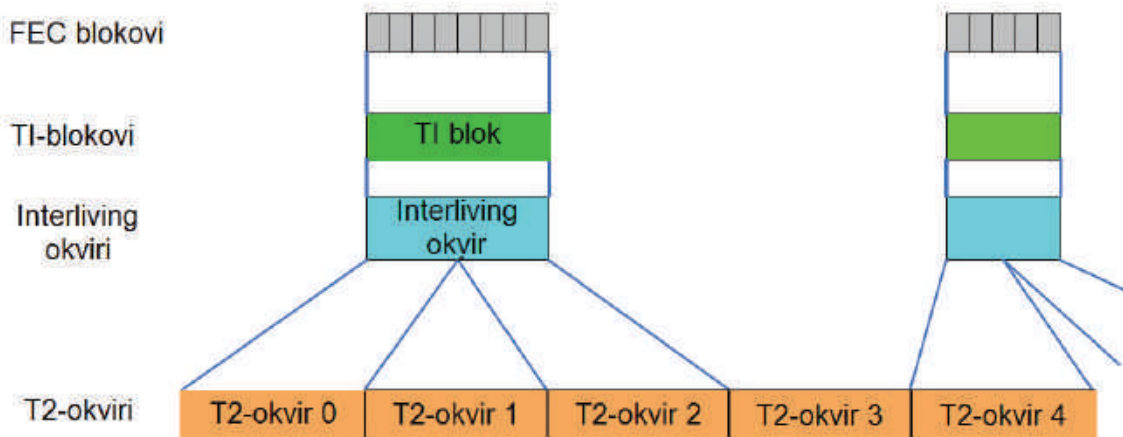 FEC blokovi
TI-blokovi
TI blok
Interliving
okviri
Interliving
okvir
T2-okviri
T2-okvir 0
T2-okvir 1
T2-okvir 2
T2-okvir 3
T2-okvir 4